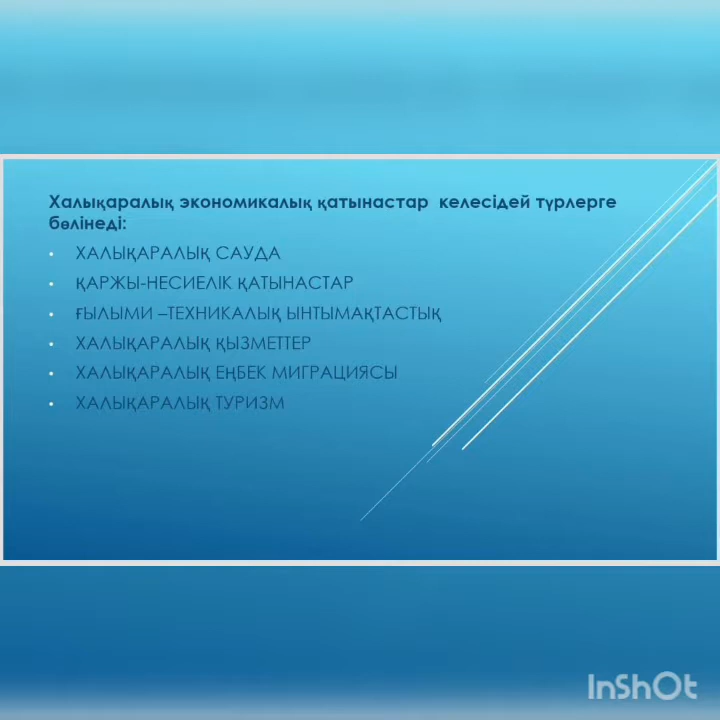 Халықаралық экономикалық қатынастар келесідей түрлерге
бөлінеді:
• ХАЛЫҚАРАЛЫҚ САУДА
• ҚАРЖЫ-НЕСИЕЛІК ҚАТЫНАСТАР
• ҒЫЛЫМИ –ТЕХНИКАЛЫҚ ЫНТЫМАҚТАСТЫҚ
• ХАЛЫҚАРАЛЫҚ ҚЫЗМЕТТЕР
• ХАЛЫҚАРАЛЫҚ ЕҢБЕК МИГРАЦИЯСЫ
• ХАЛЫҚАРАЛЫҚ ТУРИЗМ
InShOt